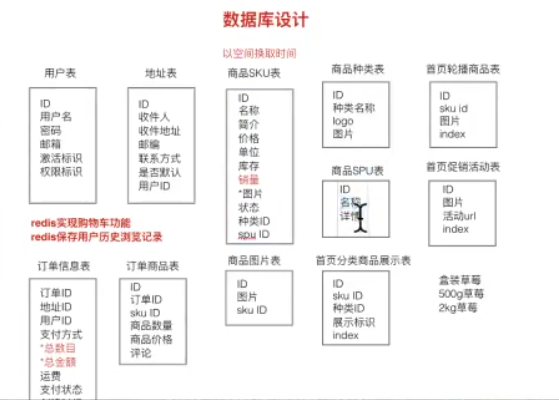 数据库设计
以空间换取时间
用户表
ID
用户名
密码
邮箱
激活标识
权限标识
地址表
ID
收件人
收件地址
邮编
联系方式
是否默认
用户ID
商品SKU表
ID
名称
简介
价格
单位
库存
销量
*图片
状态
种类ID
spu ID
商品种类表
ID
种类名称
logo
图片
首页轮播商品表
ID
sku id
图片
index
商品SPU表
ID
名称
详情
首页促销活动表
ID
图片
活动url
index
redis实现购物车功能
redis保存用户历史浏览记录
订单信息表
订单ID
地址ID
用户ID
支付方式
*总数目
*总金额
运费
支付状态
订单商品表
ID
订单ID
sku ID
商品数量
商品价格
评论
商品图片表
ID
图片
sku ID
首页分类商品展示表
ID
sku ID
种类ID
展示标识
index
盒装草莓
500g草莓
2kg草莓